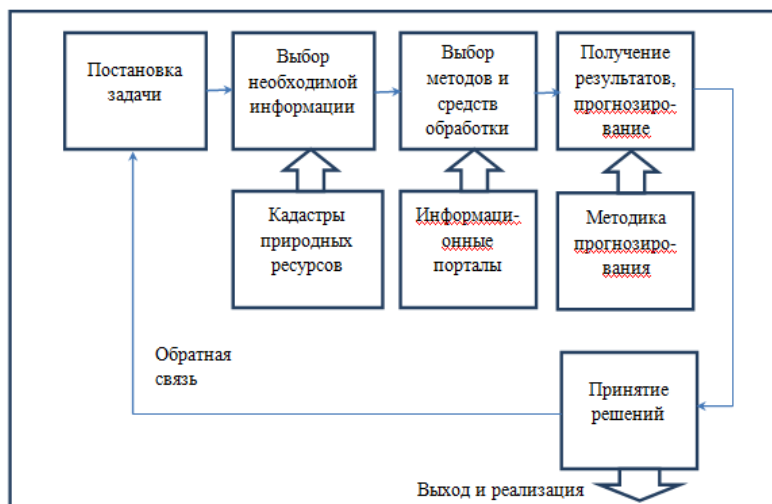 Постановка
задачи
Выбор
необходимой
информации
Выбор
методов и
средств
обработки
Получение
результатов,
прогнозиро-
вание
Кадастры
природных
ресурсов
Информаци-
онные
порталы
Методика
прогнозиро-
вания
Обратная
связь
Принятие
решений
Выход и реализация